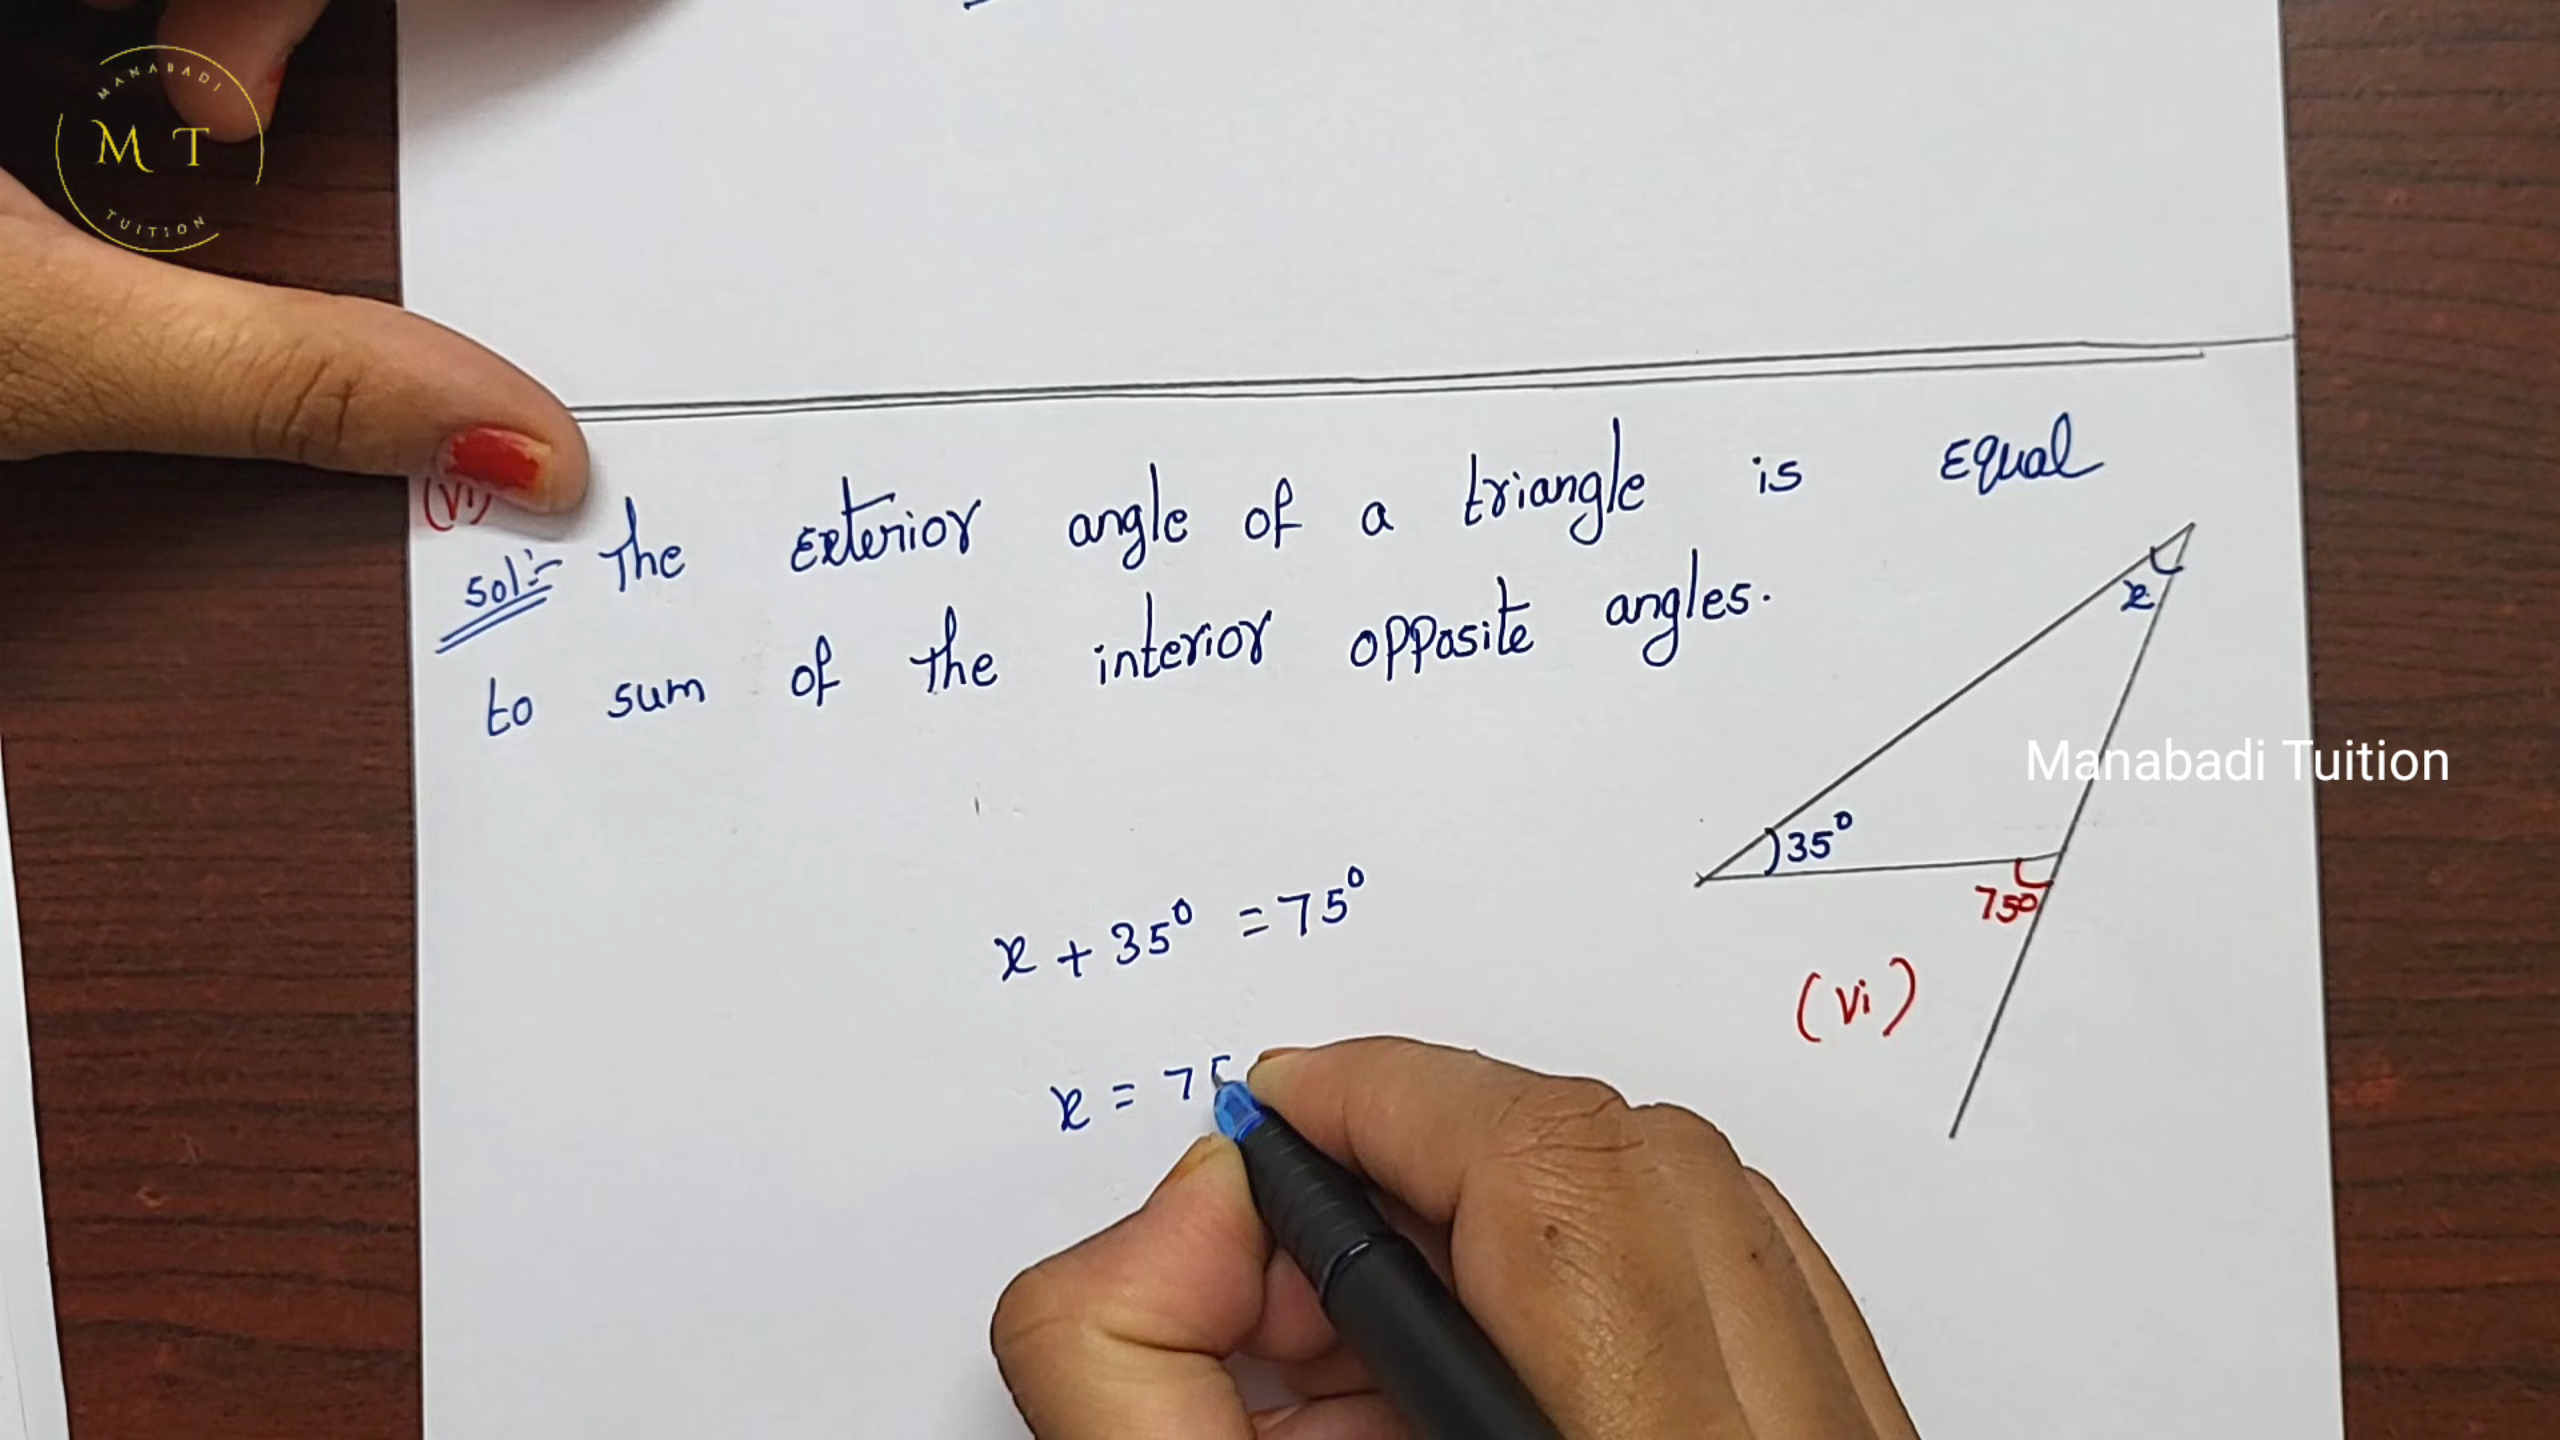 MANABADI
M T
TUITION
(vi)
Sol:- The Exterior angle of a triangle is Equal
to sum of the interior opposite angles.
x
Manabadi Tuition
35°
75°
x + 35° = 75°
(vi)
x = 75